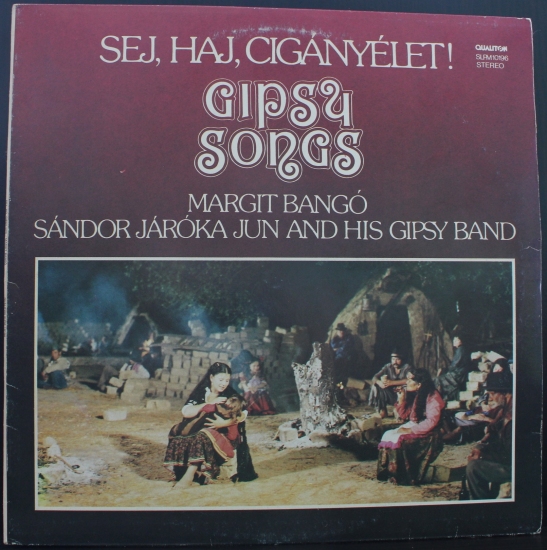 SEJ, HAJ, CIGÁNYÉLET!
QUALITON
SLPM 10196
STEREO
GIPSY
SONGS
MARGIT BANGÓ
SÁNDOR JÁRÓKA JUN AND HIS GIPSY BAND